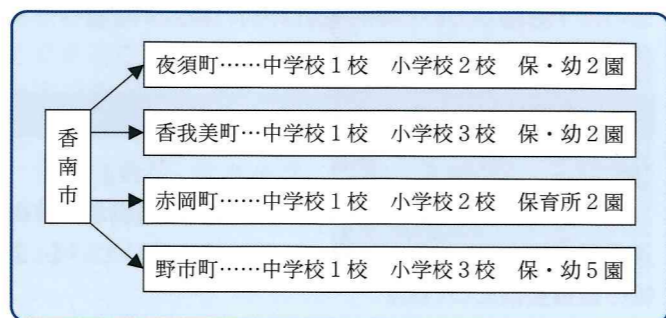 香南市
夜須町……中学校1校 小学校2校 保・幼2園
香我美町…中学校1校 小学校3校 保・幼2園
赤岡町……中学校1校 小学校2校 保育所2園
野市町……中学校1校 小学校3校 保・幼5園